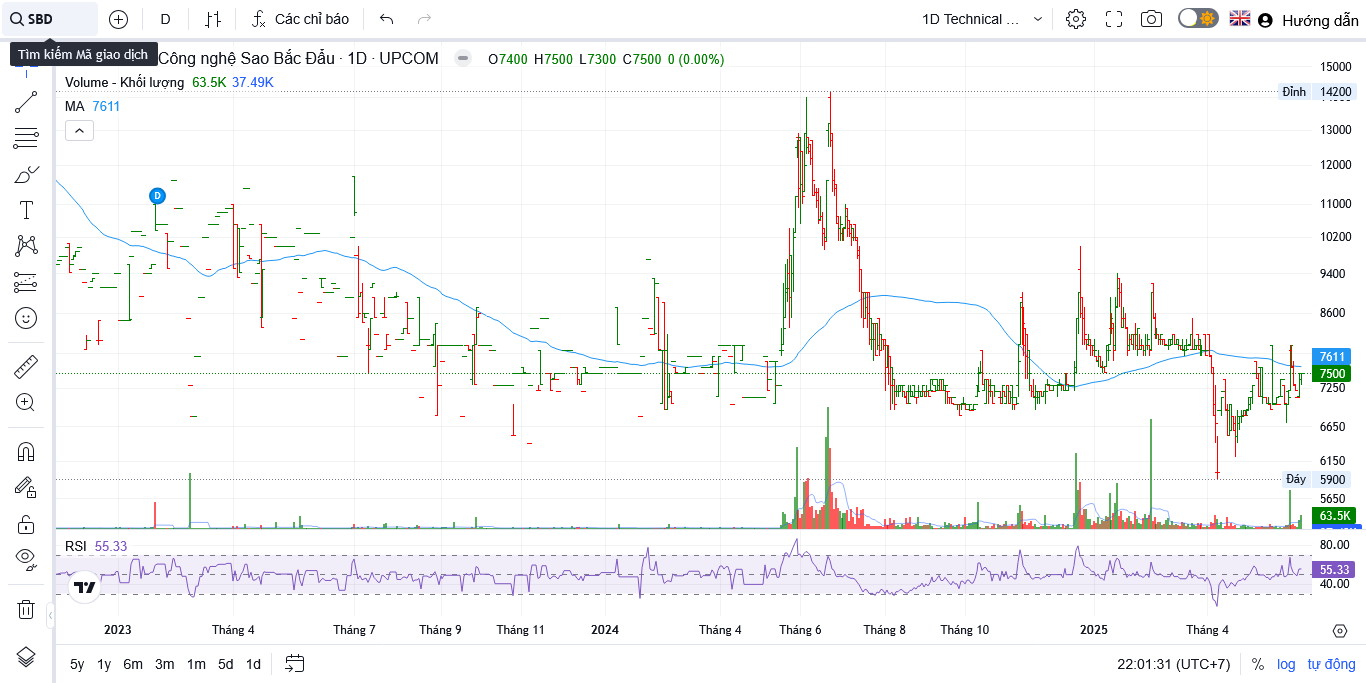 SBD
D
Các chỉ báo
1D Technical ...
Hướng dẫn
Tìm kiếm Mã giao dịch
Công nghệ Sao Bắc Đẩu · 1D · UPCOM
O7400 H7500 L7300 C7500 0 (0.00%)
Volume - Khối lượng 63.5K 37.49K
MA 7611
15000
Đỉnh 14200
13000
12000
D
11000
10200
9400
8600
7611
7500
7250
6650
6150
Đáy 5900
5650
63.5K
RSI 55.33
80.00
55.33
40.00
2023 Tháng 4 Tháng 7 Tháng 9 Tháng 11 2024 Tháng 4 Tháng 6 Tháng 8 Tháng 10 2025 Tháng 4
5y 1y 6m 3m 1m 5d 1d
22:01:31 (UTC+7) % log tự động